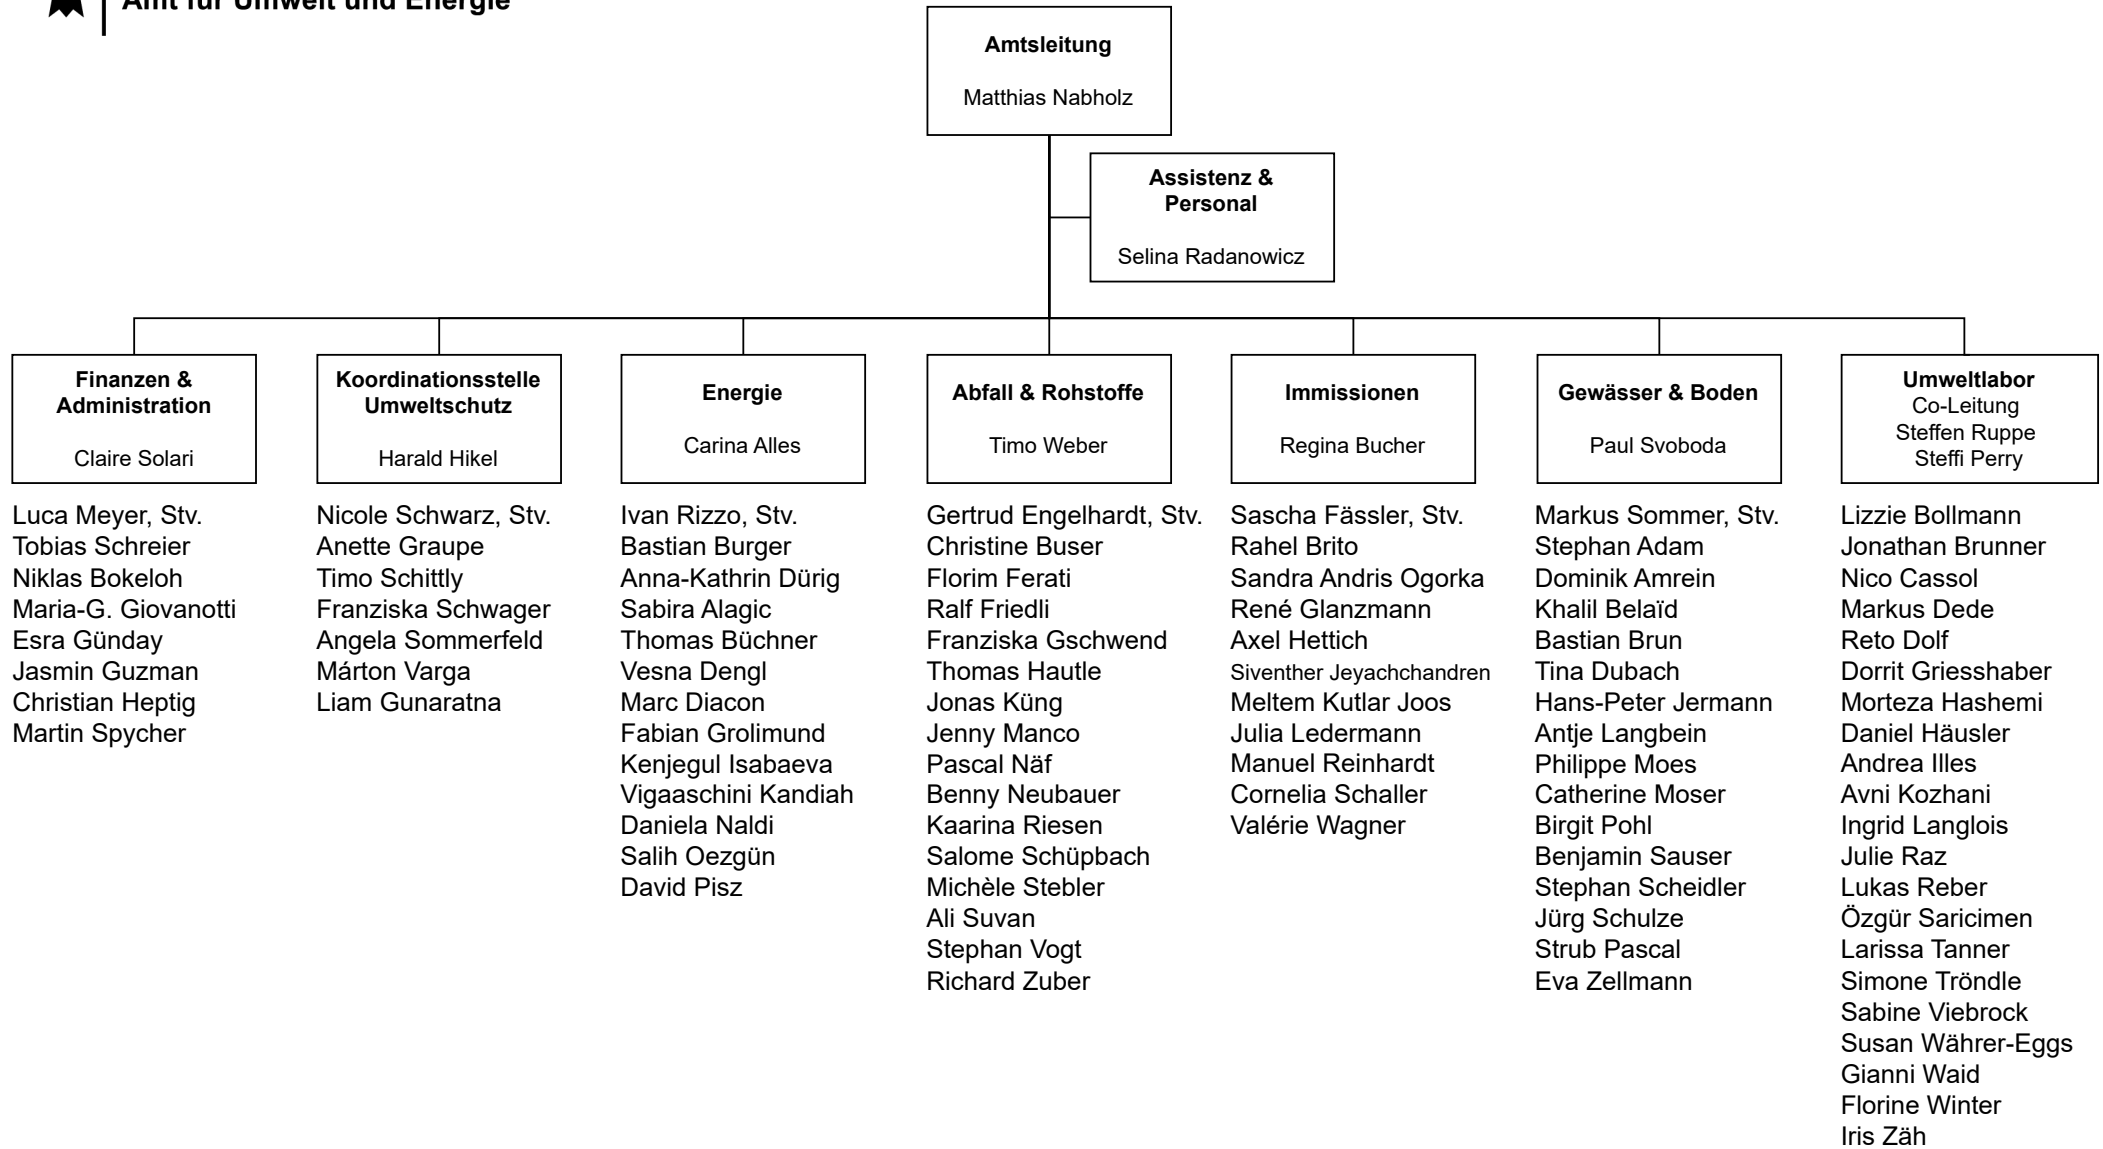 Amt für Umwelt und Energie
Amtsleitung
Matthias Nabholz
Assistenz &
Personal
Selina Radanowicz
Finanzen &
Administration
Claire Solari
Luca Meyer, Stv.
Tobias Schreier
Niklas Bokeloh
Maria-G. Giovanotti
Esra Günday
Jasmin Guzman
Christian Heptig
Martin Spycher
Koordinationsstelle
Umweltschutz
Harald Hikel
Nicole Schwarz, Stv.
Anette Graupe
Timo Schittly
Franziska Schwager
Angela Sommerfeld
Márton Varga
Liam Gunaratna
Energie
Carina Alles
Ivan Rizzo, Stv.
Bastian Burger
Anna-Kathrin Dürig
Sabira Alagic
Thomas Büchner
Vesna Dengl
Marc Diacon
Fabian Grolimund
Kenjegul Isabaeva
Vigaaschini Kandiah
Daniela Naldi
Salih Oezgün
David Pisz
Abfall & Rohstoffe
Timo Weber
Gertrud Engelhardt, Stv.
Christine Buser
Florim Ferati
Ralf Friedli
Franziska Gschwend
Thomas Hautle
Jonas Küng
Jenny Manco
Pascal Näf
Benny Neubauer
Kaarina Riesen
Salome Schüpbach
Michèle Stebler
Ali Suvan
Stephan Vogt
Richard Zuber
Immissionen
Regina Bucher
Sascha Fässler, Stv.
Rahel Brito
Sandra Andris Ogorka
René Glanzmann
Axel Hettich
Siventher Jeyachchandren
Meltem Kutlar Joos
Julia Ledermann
Manuel Reinhardt
Cornelia Schaller
Valérie Wagner
Gewässer & Boden
Paul Svoboda
Markus Sommer, Stv.
Stephan Adam
Dominik Amrein
Khalil Belaïd
Bastian Brun
Tina Dubach
Hans-Peter Jermann
Antje Langbein
Philippe Moes
Catherine Moser
Birgit Pohl
Benjamin Sauser
Stephan Scheidler
Jürg Schulze
Strub Pascal
Eva Zellmann
Umweltlabor
Co-Leitung
Steffen Ruppe
Steffi Perry
Lizzie Bollmann
Jonathan Brunner
Nico Cassol
Markus Dede
Reto Dolf
Dorrit Griesshaber
Morteza Hashemi
Daniel Häusler
Andrea Illes
Avni Kozhani
Ingrid Langlois
Julie Raz
Lukas Reber
Özgür Saricimen
Larissa Tanner
Simone Tröndle
Sabine Viebrock
Susan Währer-Eggs
Gianni Waid
Florine Winter
Iris Zäh